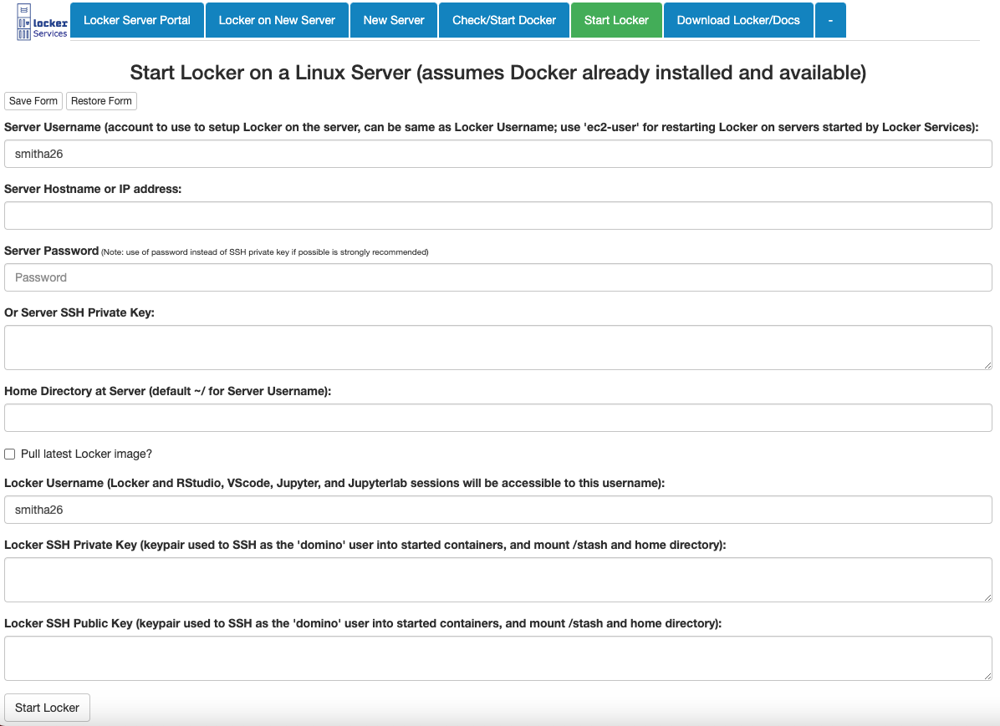 locker
Services
Locker Server Portal
Locker on New Server
New Server
Check/Start Docker
Start Locker
Download Locker/Docs
-
Start Locker on a Linux Server (assumes Docker already installed and available)
Save Form
Restore Form
Server Username (account to use to setup Locker on the server, can be same as Locker Username; use 'ec2-user' for restarting Locker on servers started by Locker Services):
smitha26
Server Hostname or IP address:
Server Password (Note: use of password instead of SSH private key if possible is strongly recommended)
Password
Or Server SSH Private Key:
Home Directory at Server (default ~/ for Server Username):
Pull latest Locker image?
Locker Username (Locker and RStudio, VScode, Jupyter, and Jupyterlab sessions will be accessible to this username):
smitha26
Locker SSH Private Key (keypair used to SSH as the 'domino' user into started containers, and mount /stash and home directory):
Locker SSH Public Key (keypair used to SSH as the 'domino' user into started containers, and mount /stash and home directory):
Start Locker